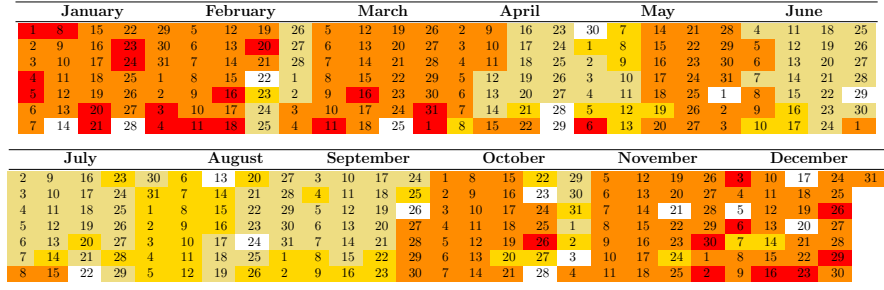 January February March April May June
1 8 15 22 29 5 12 19 26 5 12 19 26 2 9 16 23 30 7 14 21 28 4 11 18 25
2 9 16 23 30 6 13 20 27 6 13 20 27 3 10 17 24 1 8 15 22 29 5 12 19 26
3 10 17 24 31 7 14 21 28 7 14 21 28 4 11 18 25 2 9 16 23 30 6 13 20 27
4 11 18 25 1 8 15 22 1 8 15 22 29 5 12 19 26 3 10 17 24 31 7 14 21 28
5 12 19 26 2 9 16 23 2 9 16 23 30 6 13 20 27 4 11 18 25 1 8 15 22 29
6 13 20 27 3 10 17 24 3 10 17 24 31 7 14 21 28 5 12 19 26 2 9 16 23 30
7 14 21 28 4 11 18 25 4 11 18 25 1 8 15 22 29 6 13 20 27 3 10 17 24 1
July August September October November December
2 9 16 23 30 6 13 20 27 3 10 17 24 1 8 15 22 29 5 12 19 26 3 10 17 24 31
3 10 17 24 31 7 14 21 28 4 11 18 25 2 9 16 23 30 6 13 20 27 4 11 18 25
4 11 18 25 1 8 15 22 29 5 12 19 26 3 10 17 24 31 7 14 21 28 5 12 19 26
5 12 19 26 2 9 16 23 30 6 13 20 27 4 11 18 25 1 8 15 22 29 6 13 20 27
6 13 20 27 3 10 17 24 31 7 14 21 28 5 12 19 26 2 9 16 23 30 7 14 21 28
7 14 21 28 4 11 18 25 1 8 15 22 29 6 13 20 27 3 10 17 24 1 8 15 22 29
8 15 22 29 5 12 19 26 2 9 16 23 30 7 14 21 28 4 11 18 25 2 9 16 23 30